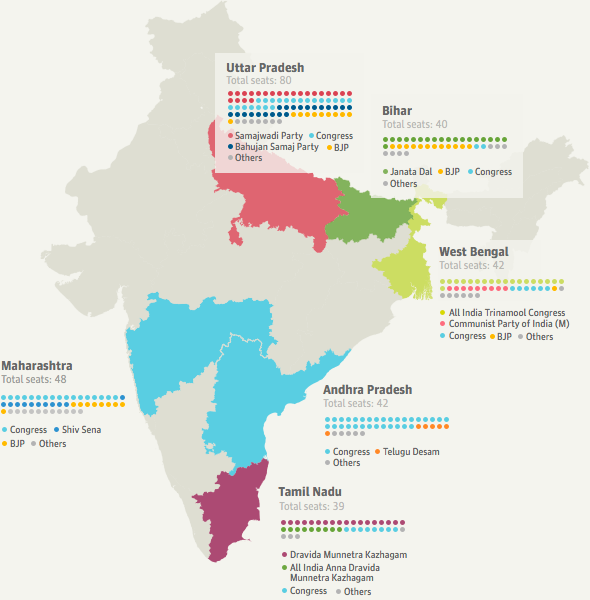 Uttar Pradesh
Total seats: 80
Samajwadi Party Congress
Bahujan Samaj Party BJP
Others
Bihar
Total seats: 40
Janata Dal BJP Congress
Others
West Bengal
Total seats: 42
All India Trinamool Congress
Communist Party of India (M)
Congress BJP Others
Maharashtra
Total seats: 48
Congress Shiv Sena
BJP Others
Andhra Pradesh
Total seats: 42
Congress Telugu Desam
Others
Tamil Nadu
Total seats: 39
Dravida Munnetra Kazhagam
All India Anna Dravida
Munnetra Kazhagam
Congress Others